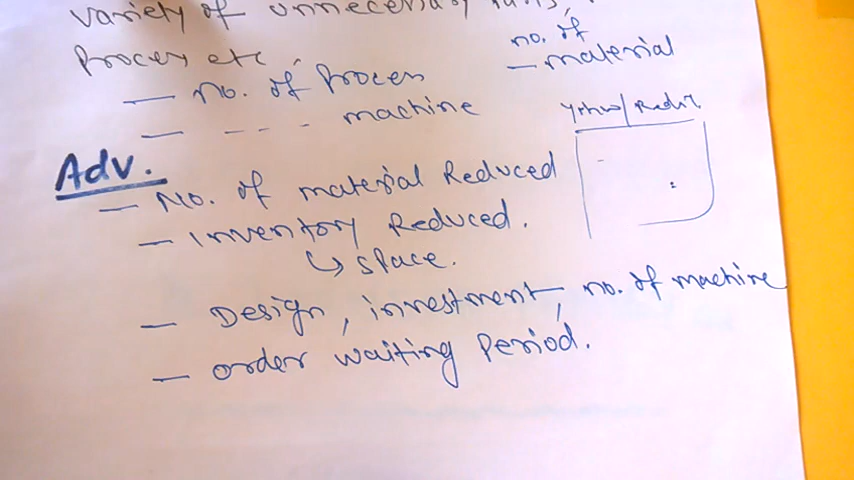 variety of unnecessary
Process etc.
no. of
— material
— No. of Process
— - - - machine
Adv.
— No. of material Reduced
— Inventory Reduced.
↳ space.
— Design, investment, no. of machine
— order waiting Period.